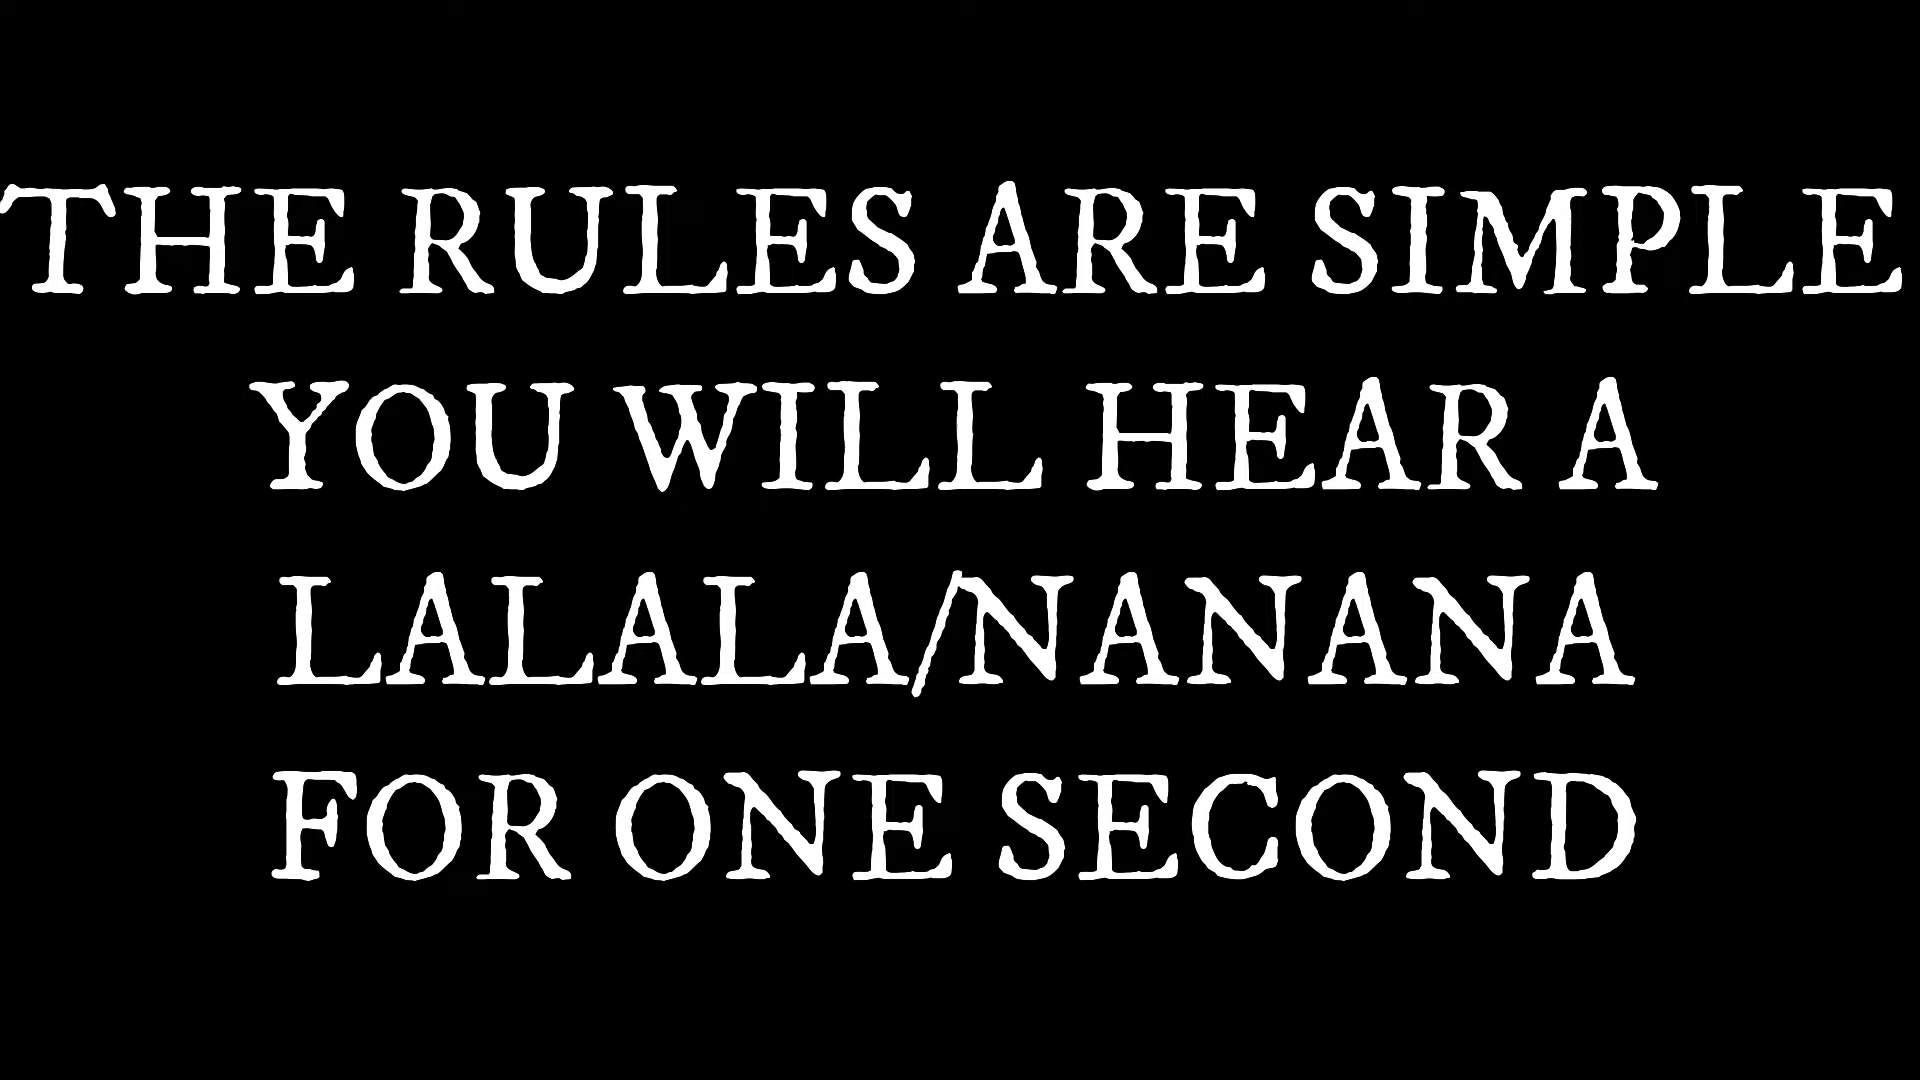 THE RULES ARE SIMPLE
YOU WILL HEAR A
LALALA/NANANA
FOR ONE SECOND